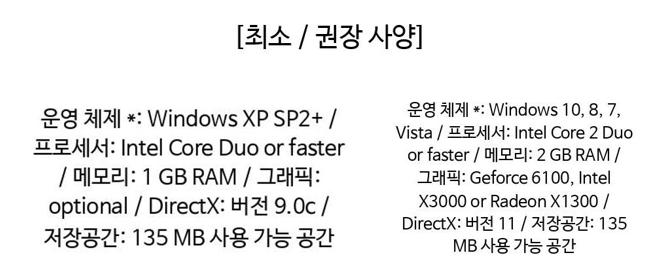 [최소 / 권장 사양]
운영 체제 *: Windows XP SP2+ /
프로세서: Intel Core Duo or faster
/ 메모리: 1 GB RAM / 그래픽:
optional / DirectX: 버전 9.0c /
저장공간: 135 MB 사용 가능 공간
운영 체제 *: Windows 10, 8, 7,
Vista / 프로세서: Intel Core 2 Duo
or faster / 메모리: 2 GB RAM /
그래픽: Geforce 6100, Intel
X3000 or Radeon X1300 /
DirectX: 버전 11 / 저장공간: 135
MB 사용 가능 공간